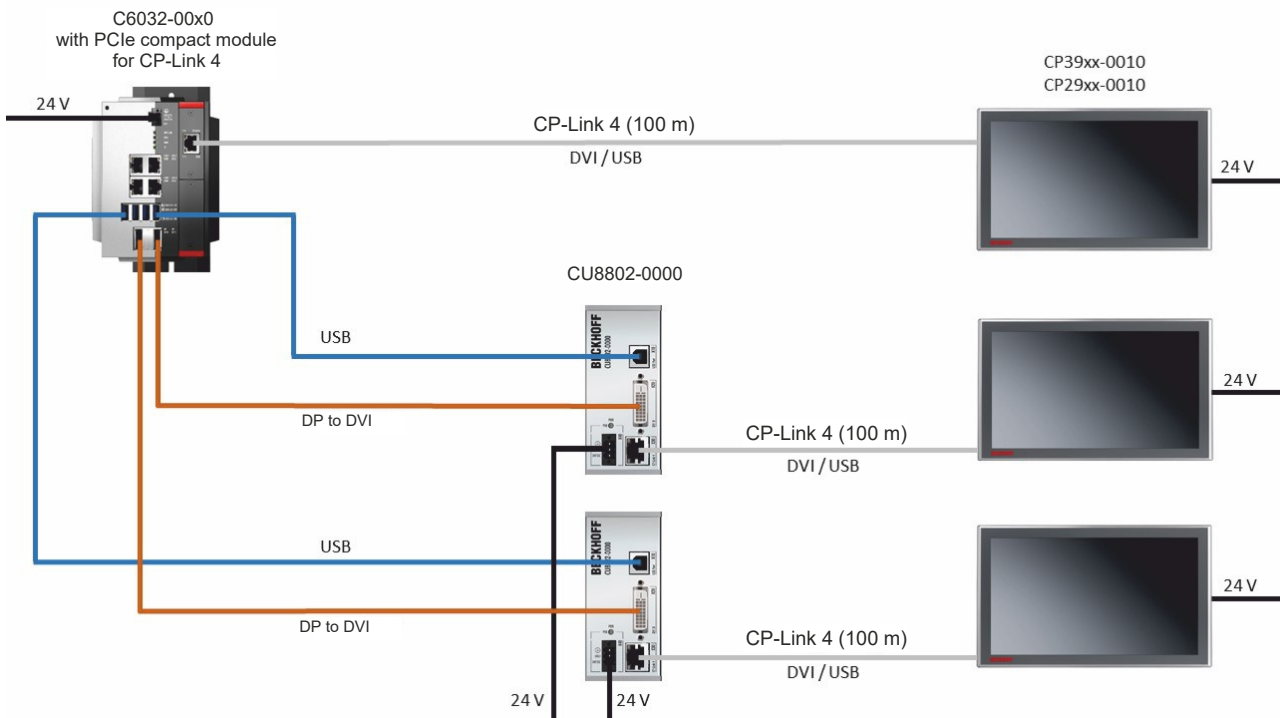 C6032-00x0
with PCIe compact module
for CP-Link 4
24 V
CP-Link 4 (100 m)
DVI / USB
CP39xx-0010
CP29xx-0010
24 V
CU8802-0000
USB
BECKHOFF
CU8802-0000
DP to DVI
CP-Link 4 (100 m)
DVI / USB
24 V
USB
BECKHOFF
DP to DVI
CP-Link 4 (100 m)
DVI / USB
24 V
24 V
24 V